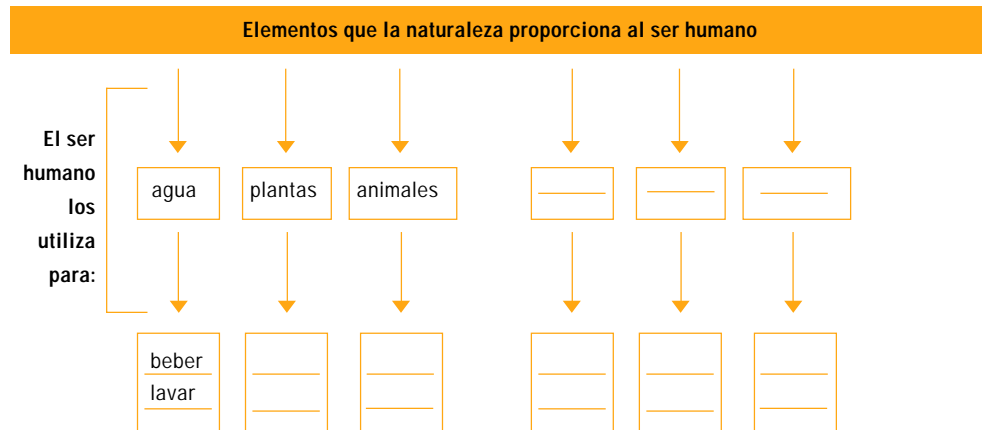 Elementos que la naturaleza proporciona al ser humano
El ser
humano
los
utiliza
para:
agua
plantas
animales
beber
lavar